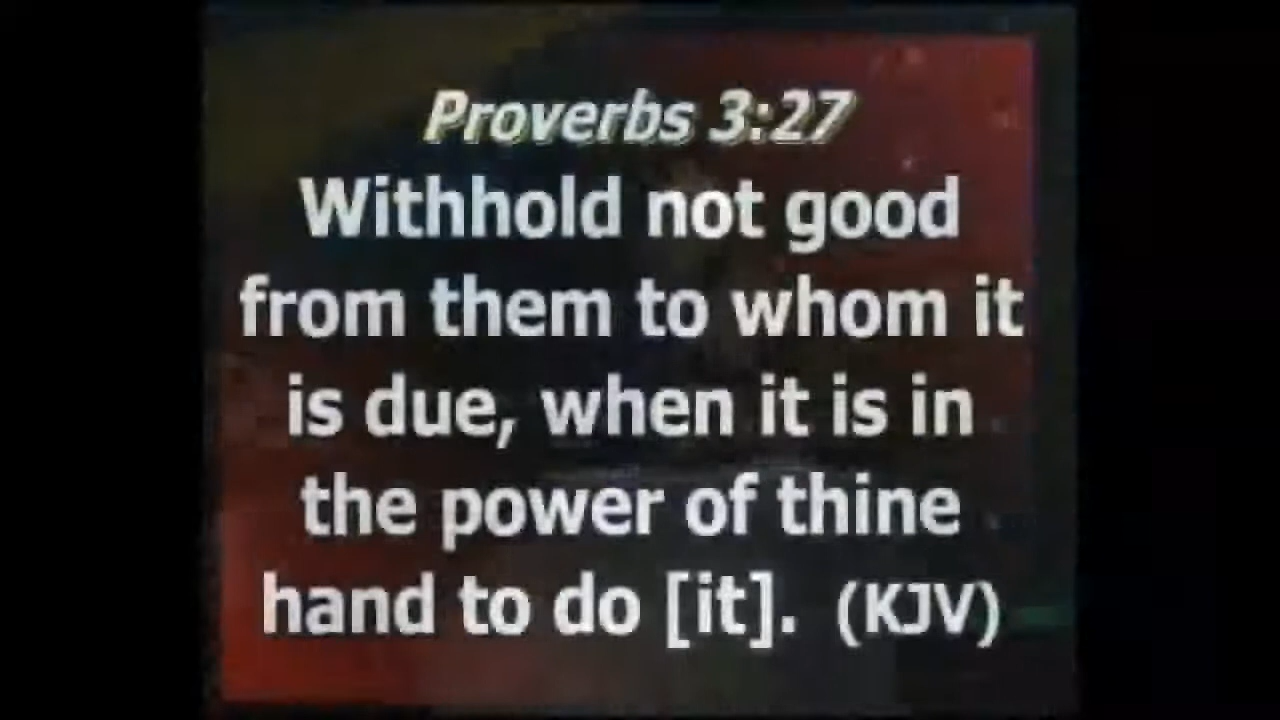 Proverbs 3:27
Withhold not good
from them to whom it
is due, when it is in
the power of thine
hand to do [it]. (KJV)